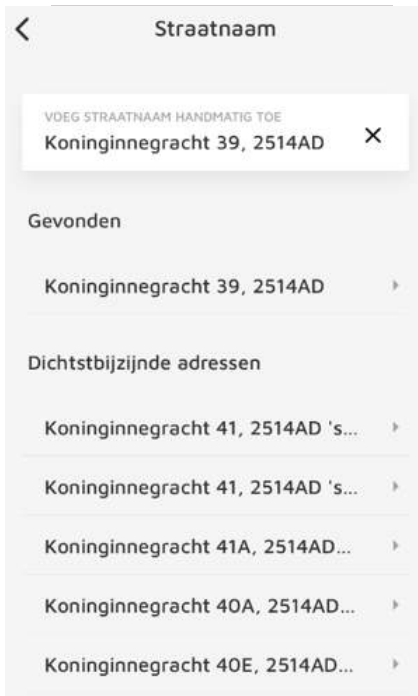 Straatnaam
VOEG STRAATNAAM HANDMATIG TOE
Koninginnegracht 39, 2514AD
Gevonden
Koninginnegracht 39, 2514AD
Dichtstbijzijnde adressen
Koninginnegracht 41, 2514AD 's...
Koninginnegracht 41, 2514AD 's...
Koninginnegracht 41A, 2514AD...
Koninginnegracht 40A, 2514AD...
Koninginnegracht 40E, 2514AD...